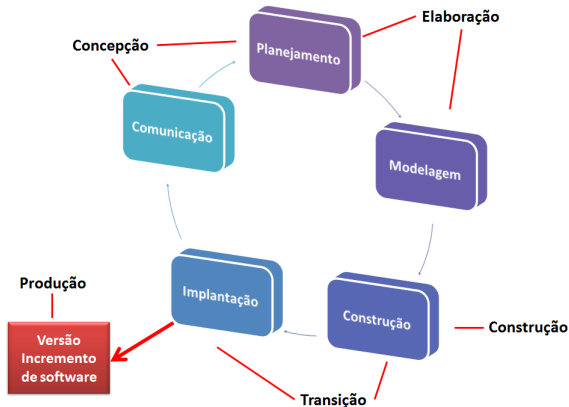 Elaboração
Concepção
Planejamento
Comunicação
Modelagem
Implantação
Produção
Construção
Construção
Versão
Incremento
de software
Transição